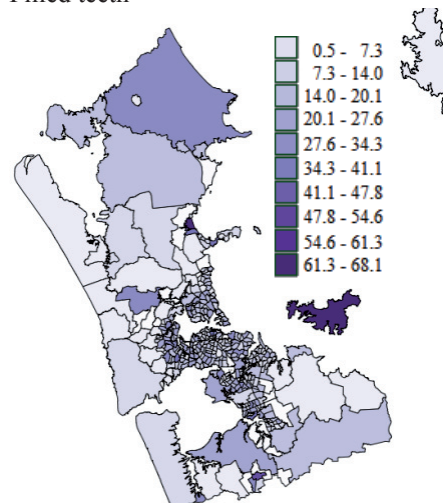 Filled teeth
0.5 - 7.3
7.3 - 14.0
14.0 - 20.1
20.1 - 27.6
27.6 - 34.3
34.3 - 41.1
41.1 - 47.8
47.8 - 54.6
54.6 - 61.3
61.3 - 68.1